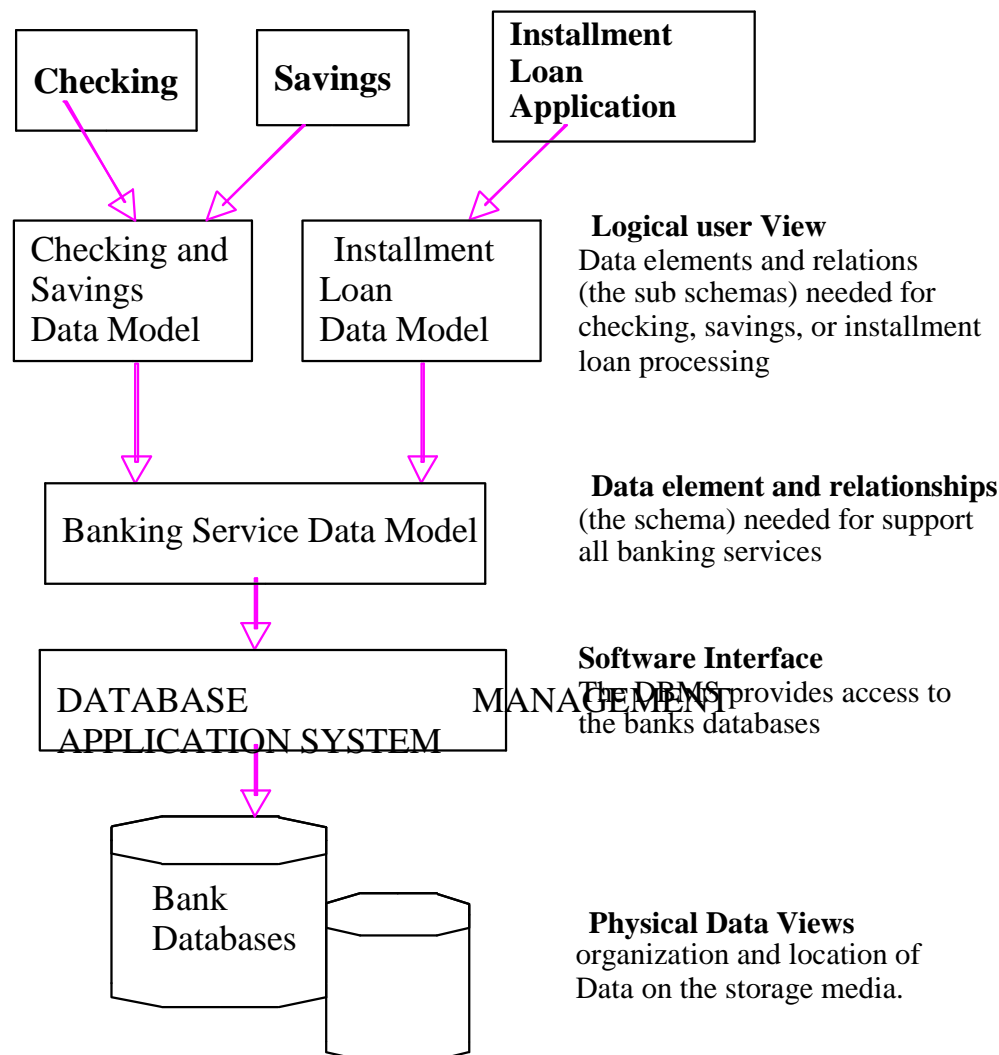 Checking
Savings
Installment
Loan
Application
Checking and
Savings
Data Model
Installment
Loan
Data Model
Logical user View
Data elements and relations
(the sub schemas) needed for
checking, savings, or installment
loan processing
Banking Service Data Model
Data element and relationships
(the schema) needed for support
all banking services
DATABASE MANAGEMENT
APPLICATION SYSTEM
Software Interface
The DBMS provides access to
the banks databases
Bank
Databases
Physical Data Views
organization and location of
Data on the storage media.